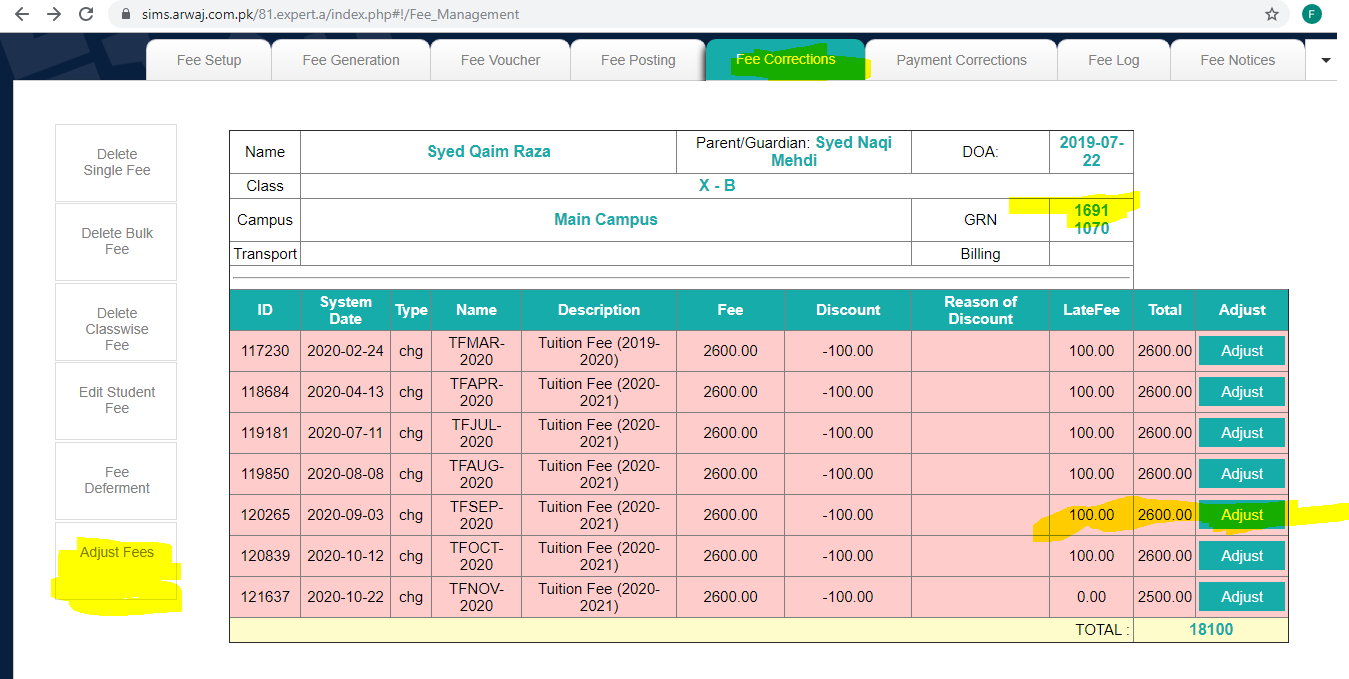 sims.arwaj.com.pk/81.expert.a/index.php#!/Fee_Management
F
Fee Setup Fee Generation Fee Voucher Fee Posting Fee Corrections Payment Corrections Fee Log Fee Notices
Delete
Single Fee
Delete Bulk
Fee
Delete
Classwise
Fee
Edit Student
Fee
Fee
Deferment
Adjust Fees
Name Syed Qaim Raza Parent/Guardian: Syed Naqi
Mehdi DOA: 2019-07-
22
Class X - B
Campus Main Campus GRN 1691
1070
Transport Billing
ID System
Date Type Name Description Fee Discount Reason of
Discount LateFee Total Adjust
117230 2020-02-24 chg TFMAR-
2020 Tuition Fee (2019-
2020) 2600.00 -100.00 100.00 2600.00 Adjust
118684 2020-04-13 chg TFAPR-
2020 Tuition Fee (2020-
2021) 2600.00 -100.00 100.00 2600.00 Adjust
119181 2020-07-11 chg TFJUL-
2020 Tuition Fee (2020-
2021) 2600.00 -100.00 100.00 2600.00 Adjust
119850 2020-08-08 chg TFAUG-
2020 Tuition Fee (2020-
2021) 2600.00 -100.00 100.00 2600.00 Adjust
120265 2020-09-03 chg TFSEP-
2020 Tuition Fee (2020-
2021) 2600.00 -100.00 100.00 2600.00 Adjust
120839 2020-10-12 chg TFOCT-
2020 Tuition Fee (2020-
2021) 2600.00 -100.00 100.00 2600.00 Adjust
121637 2020-10-22 chg TFNOV-
2020 Tuition Fee (2020-
2021) 2600.00 -100.00 0.00 2500.00 Adjust
TOTAL : 18100